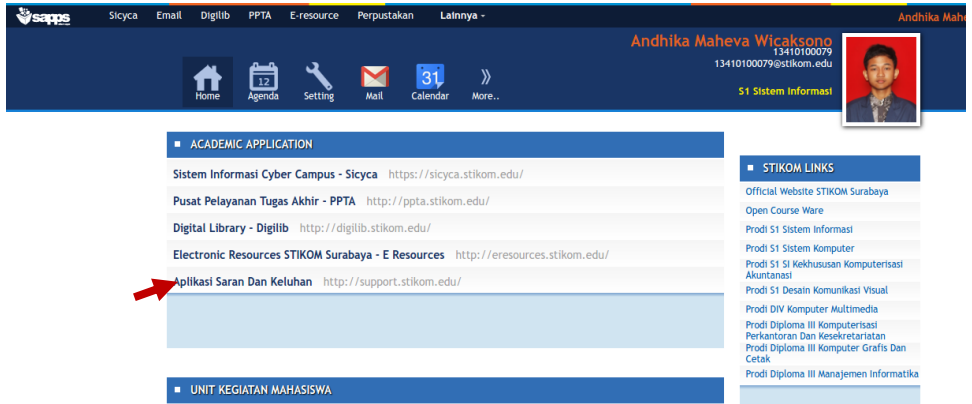 sapps Sicyca Email Digilib PPTA E-resource Perpustakan Lainnya - Andhika Mahe
Andhika Maheva Wicaksono
13410100079
13410100079@stikom.edu
S1 Sistem Informasi
12 31
Home Agenda Setting Mail Calendar More..
ACADEMIC APPLICATION
Sistem Informasi Cyber Campus - Sicyca https://sicyca.stikom.edu/
Pusat Pelayanan Tugas Akhir - PPTA http://ppta.stikom.edu/
Digital Library - Digilib http://digilib.stikom.edu/
Electronic Resources STIKOM Surabaya - E Resources http://eresources.stikom.edu/
Aplikasi Saran Dan Keluhan http://support.stikom.edu/
UNIT KEGIATAN MAHASISWA
STIKOM LINKS
Official Website STIKOM Surabaya
Open Course Ware
Prodi S1 Sistem Informasi
Prodi S1 Sistem Komputer
Prodi S1 SI Kekhususan Komputerisasi
Akuntanasi
Prodi S1 Desain Komunikasi Visual
Prodi DIV Komputer Multimedia
Prodi Diploma III Komputerisasi
Perkantoran Dan Kesekretariatan
Prodi Diploma III Komputer Grafis Dan
Cetak
Prodi Diploma III Manajemen Informatika